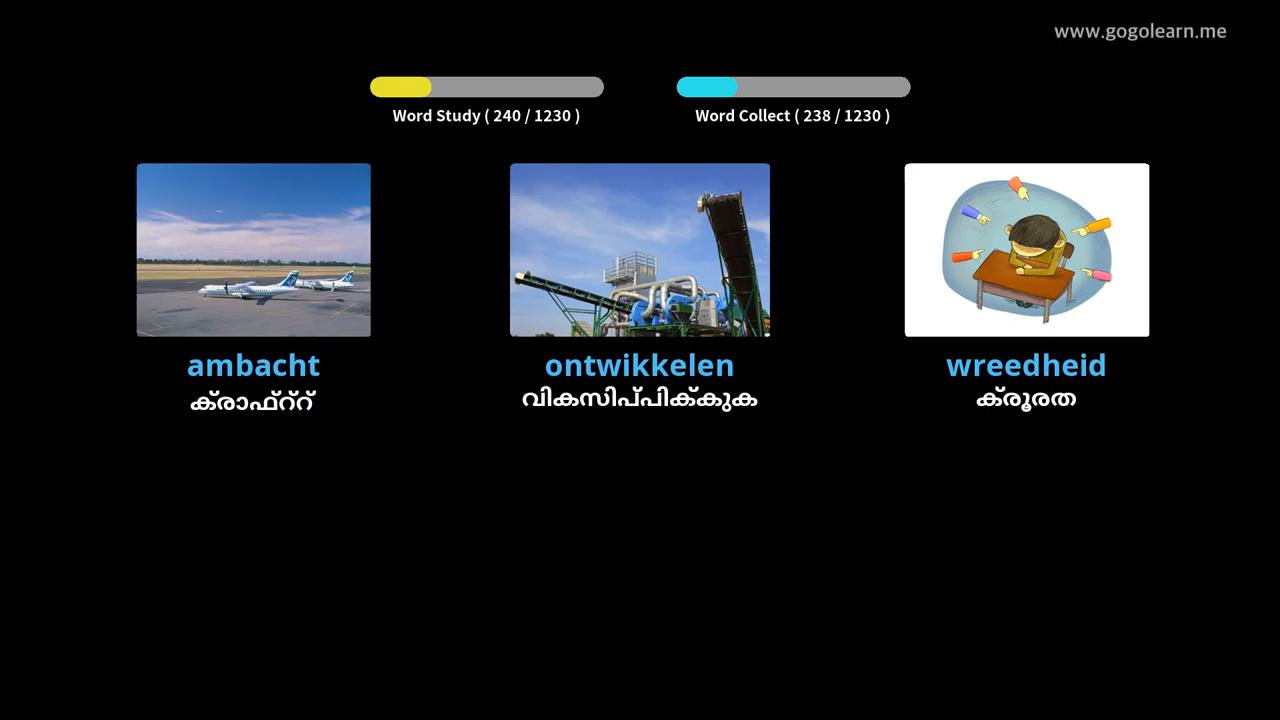 www.gogolearn.me
Word Study ( 240 / 1230 )
Word Collect ( 238 / 1230 )
ambacht
ontwikkelen
wreedheid
ക്രാഫ്റ്റ്
വികസിപ്പിക്കുക
ക്രൂരത